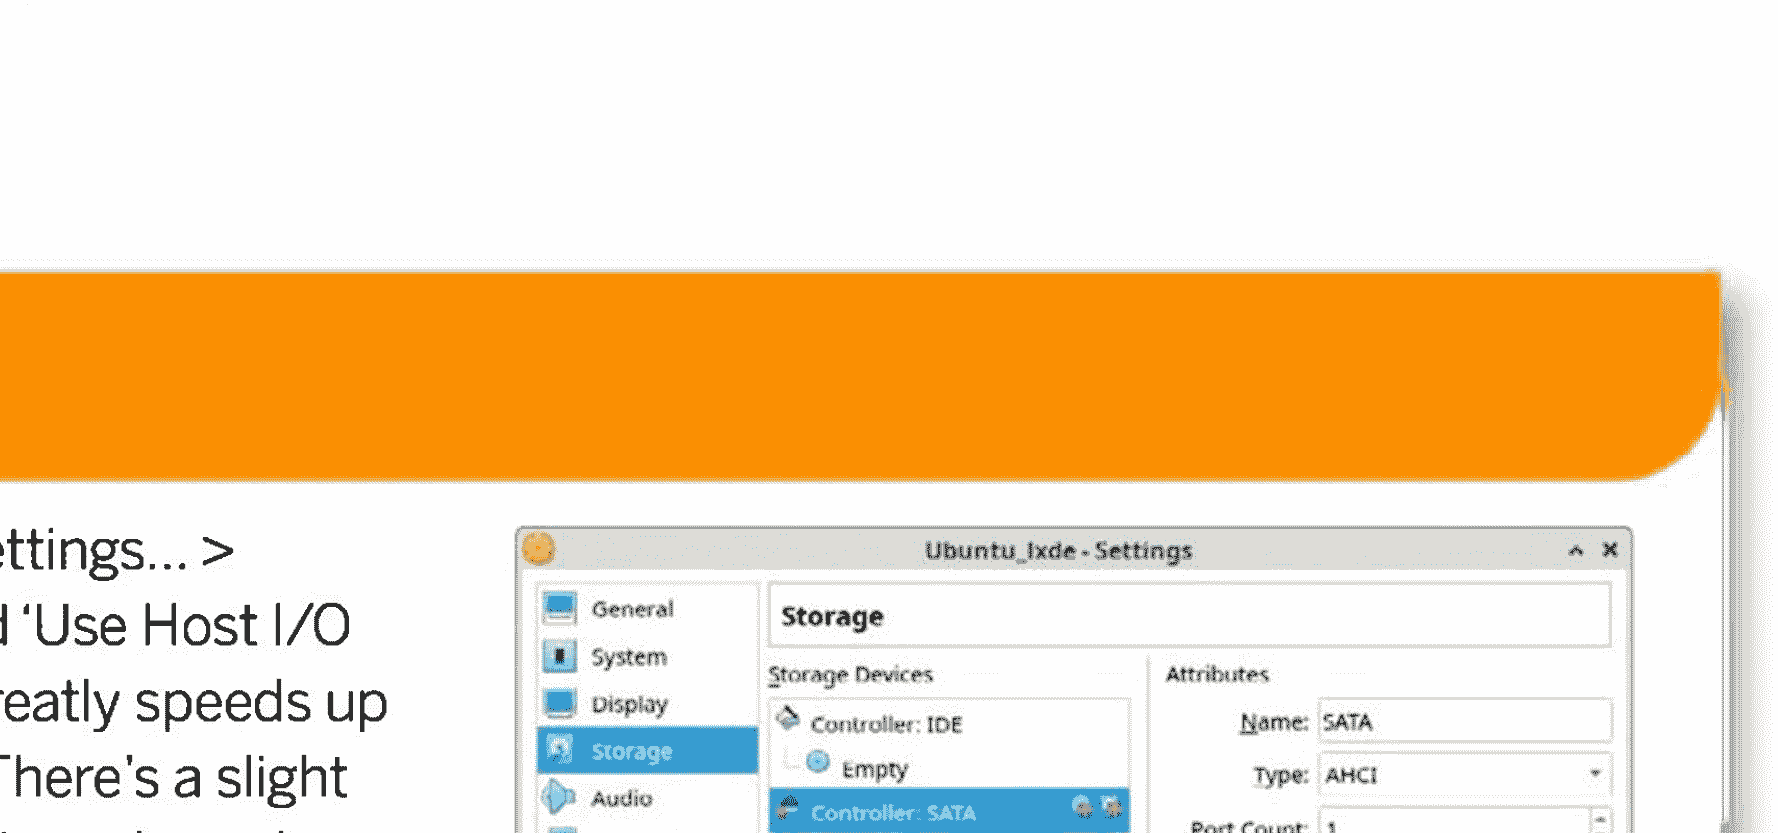 ettings... >
d ‘Use Host I/O
reatly speeds up
There's a slight
Ubuntu_lxde - Settings
General
System
Display
Storage
Audio
Storage
Storage Devices
Controller: IDE
Empty
Controller: SATA
Attributes
Name: SATA
Type: AHCI
Port Count: 1